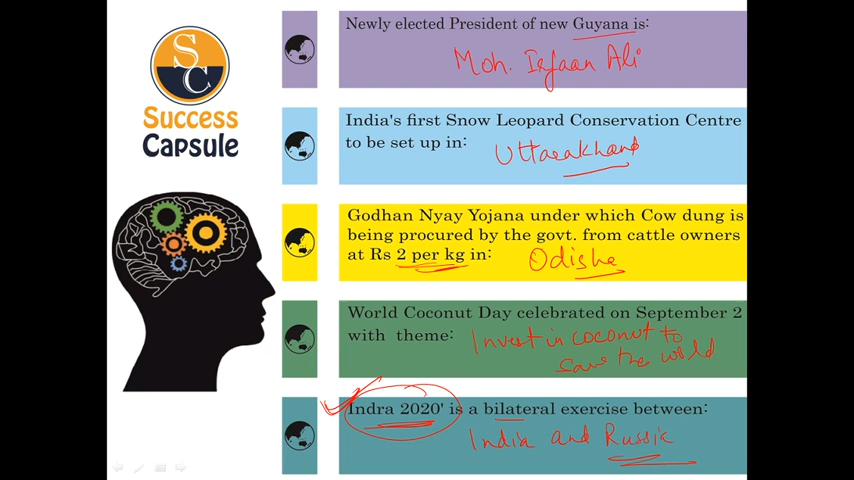 SC
Success
Capsule
Newly elected President of new Guyana is:
Moh. Irfaan Ali
India's first Snow Leopard Conservation Centre
to be set up in: Uttarakhand
Godhan Nyay Yojana under which Cow dung is
being procured by the govt. from cattle owners
at Rs 2 per kg in: Odisha
World Coconut Day celebrated on September 2
with theme: Invest in coconut to
save the world
Indra 2020' is a bilateral exercise between:
India and Russia